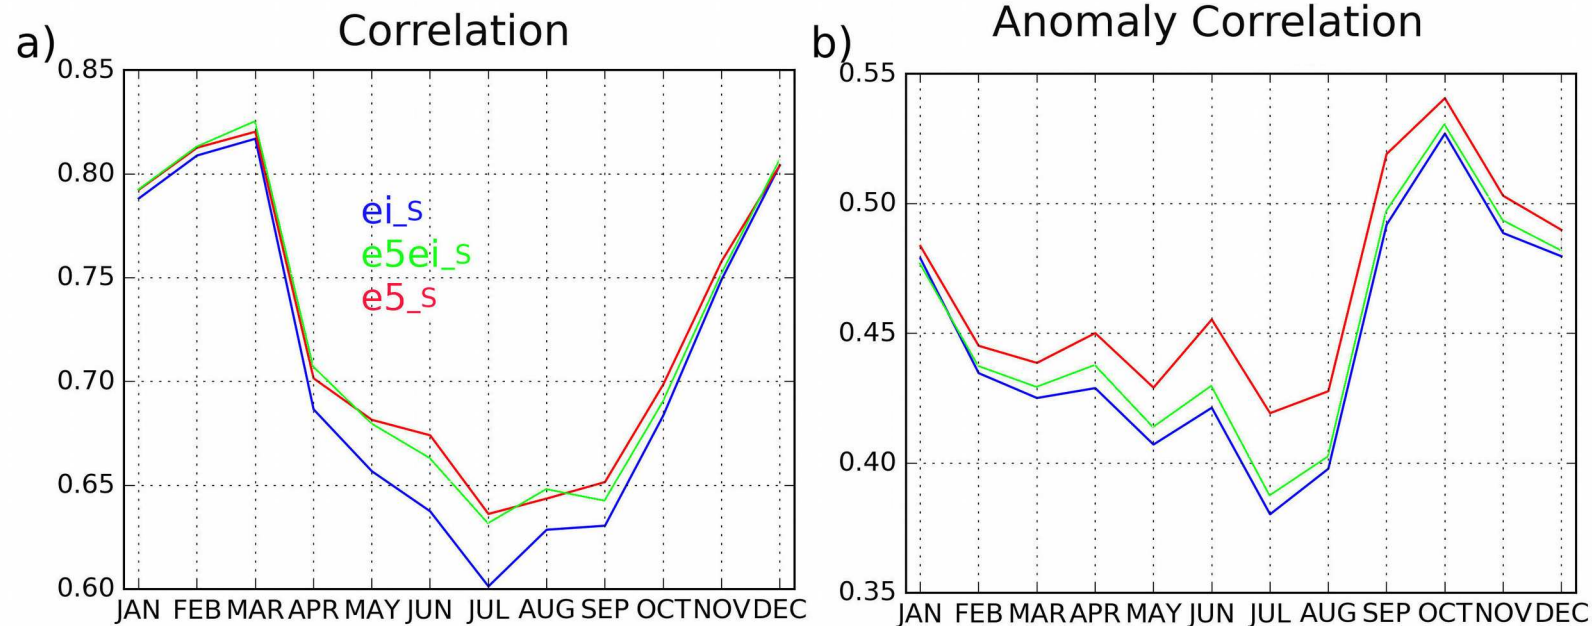 a)
Correlation
0.85
0.80
0.75
0.70
0.65
0.60
ei_s
e5ei_s
e5_s
JAN FEB MAR APR MAY JUN JUL AUG SEP OCT NOV DEC
b)
Anomaly Correlation
0.55
0.50
0.45
0.40
0.35
JAN FEB MAR APR MAY JUN JUL AUG SEP OCT NOV DEC